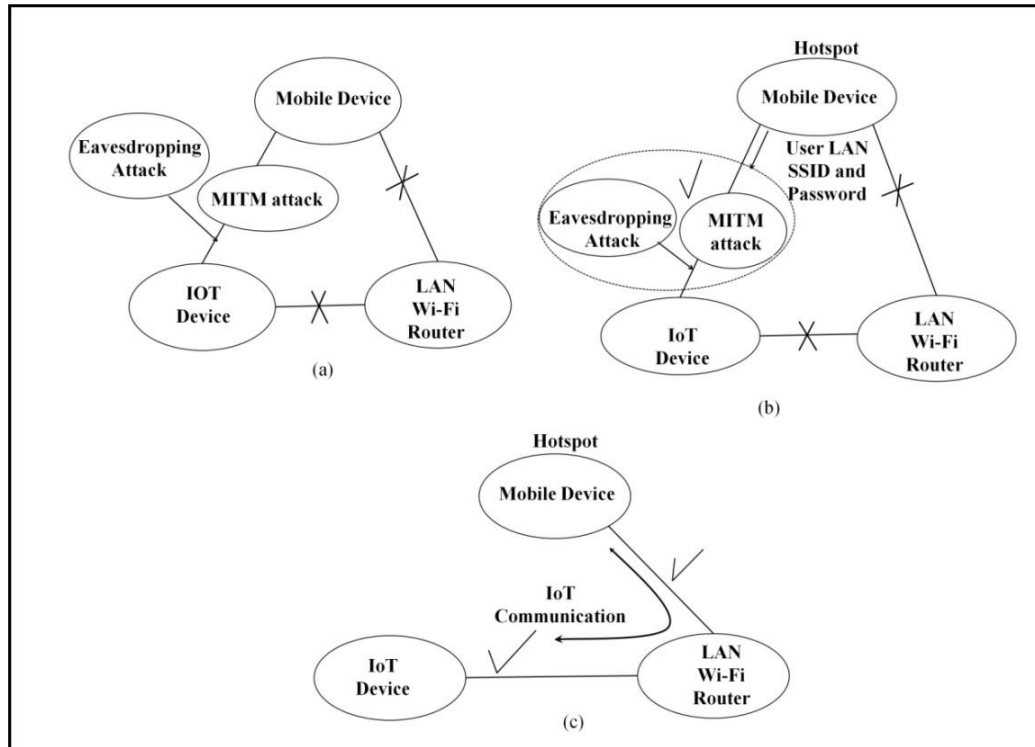 Mobile Device
Eavesdropping
Attack
MITM attack
IOT
Device
LAN
Wi-Fi
Router
(a)
Hotspot
Mobile Device
User LAN
SSID and
Password
Eavesdropping
Attack
MITM
attack
IoT
Device
LAN
Wi-Fi
Router
(b)
Hotspot
Mobile Device
IoT
Communication
IoT
Device
LAN
Wi-Fi
Router
(c)